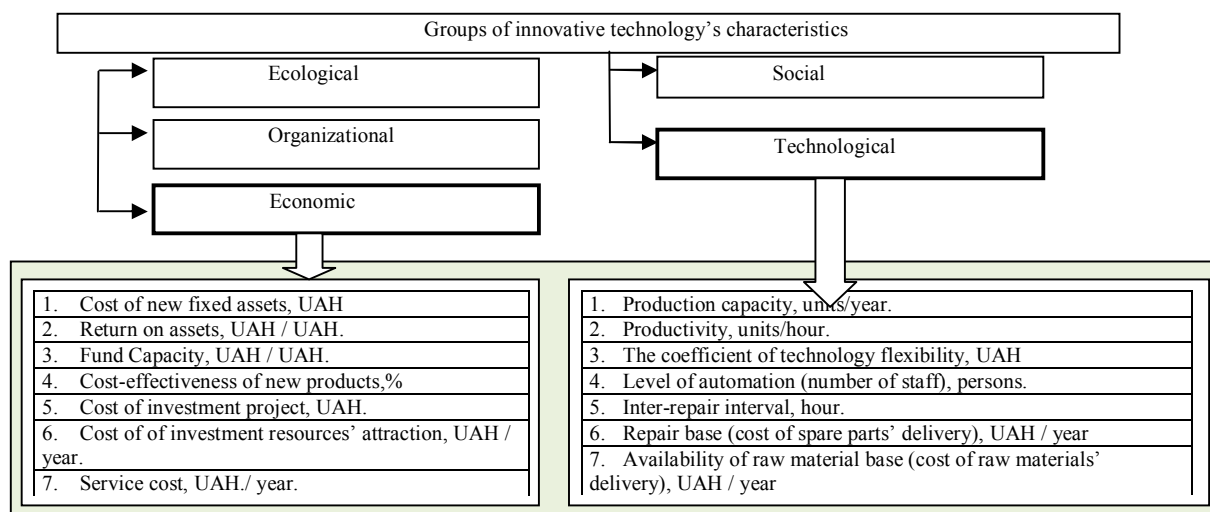 Groups of innovative technology’s characteristics
Ecological
Social
Organizational
Technological
Economic
1. Cost of new fixed assets, UAH
2. Return on assets, UAH / UAH.
3. Fund Capacity, UAH / UAH.
4. Cost-effectiveness of new products,%
5. Cost of investment project, UAH.
6. Cost of of investment resources’ attraction, UAH /
year.
7. Service cost, UAH./ year.
1. Production capacity, units/year.
2. Productivity, units/hour.
3. The coefficient of technology flexibility, UAH
4. Level of automation (number of staff), persons.
5. Inter-repair interval, hour.
6. Repair base (cost of spare parts’ delivery), UAH / year
7. Availability of raw material base (cost of raw materials’
delivery), UAH / year